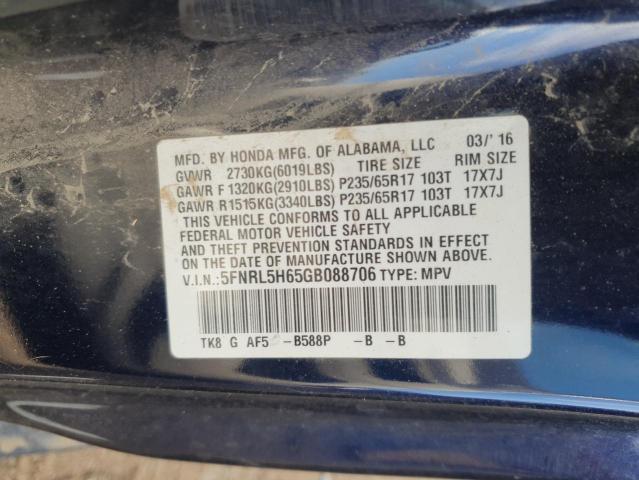 MFD. BY HONDA MFG. OF ALABAMA, LLC 03/'16
GVWR 2730KG(6019LBS) TIRE SIZE RIM SIZE
GAWR F 1320KG(2910LBS) P235/65R17 103T 17X7J
GAWR R1515KG(3340LBS) P235/65R17 103T 17X7J
THIS VEHICLE CONFORMS TO ALL APPLICABLE
FEDERAL MOTOR VEHICLE SAFETY
AND THEFT PREVENTION STANDARDS IN EFFECT
ON THE DATE OF MANUFACTURE SHOWN ABOVE.
V.I.N.:5FNRL5H65GB088706 TYPE: MPV
TK8 G AF5 -B588P -B -B